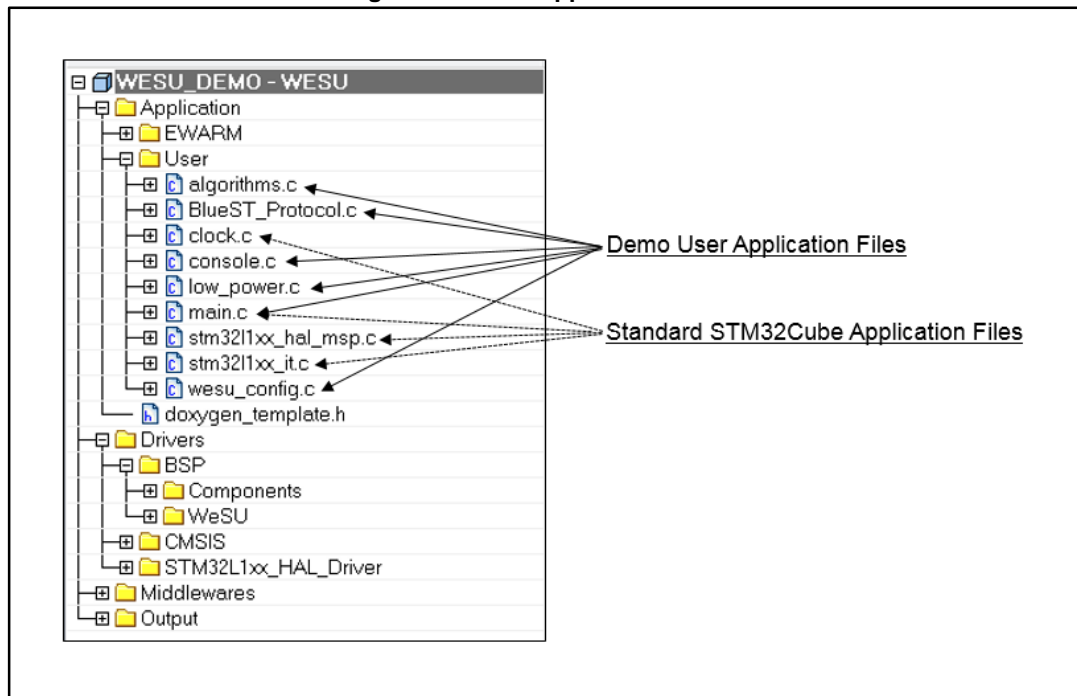 WESU_DEMO - WESU
Application
EWARM
User
algorithms.c
BlueST_Protocol.c
clock.c
Demo User Application Files
console.c
low_power.c
main.c
Standard STM32Cube Application Files
stm32l1xx_hal_msp.c
stm32l1xx_it.c
wesu_config.c
doxygen_template.h
Drivers
BSP
Components
WeSU
CMSIS
STM32L1xx_HAL_Driver
Middlewares
Output